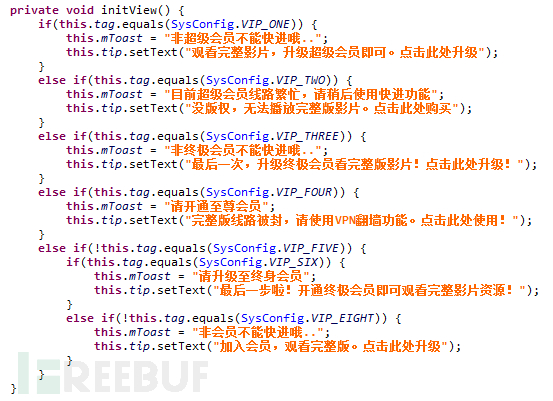 private void initView() {
if(this.tag.equals(SysConfig.VIP_ONE)) {
this.mToast = "非超级会员不能快进哦..";
this.tip.setText("观看完整影片，升级超级会员即可。点击此处升级");
}
else if(this.tag.equals(SysConfig.VIP_TWO)) {
this.mToast = "目前超级会员线路繁忙，请稍后使用快进功能";
this.tip.setText("没版权，无法播放完整版影片。点击此处购买");
}
else if(this.tag.equals(SysConfig.VIP_THREE)) {
this.mToast = "非终极会员不能快进哦..";
this.tip.setText("最后一次，升级终极会员看完整版影片！点击此处升级！");
}
else if(this.tag.equals(SysConfig.VIP_FOUR)) {
this.mToast = "请开通至尊会员";
this.tip.setText("完整版线路被封，请使用VPN翻墙功能。点击此处使用！");
}
else if(!this.tag.equals(SysConfig.VIP_FIVE)) {
if(this.tag.equals(SysConfig.VIP_SIX)) {
this.mToast = "请升级至终身会员";
this.tip.setText("最后一步啦！开通终极会员即可观看完整影片资源！");
}
else if(!this.tag.equals(SysConfig.VIP_EIGHT)) {
this.mToast = "非会员不能快进哦..";
this.tip.setText("加入会员，观看完整版。点击此处升级");
}
}
}
FREEBUF